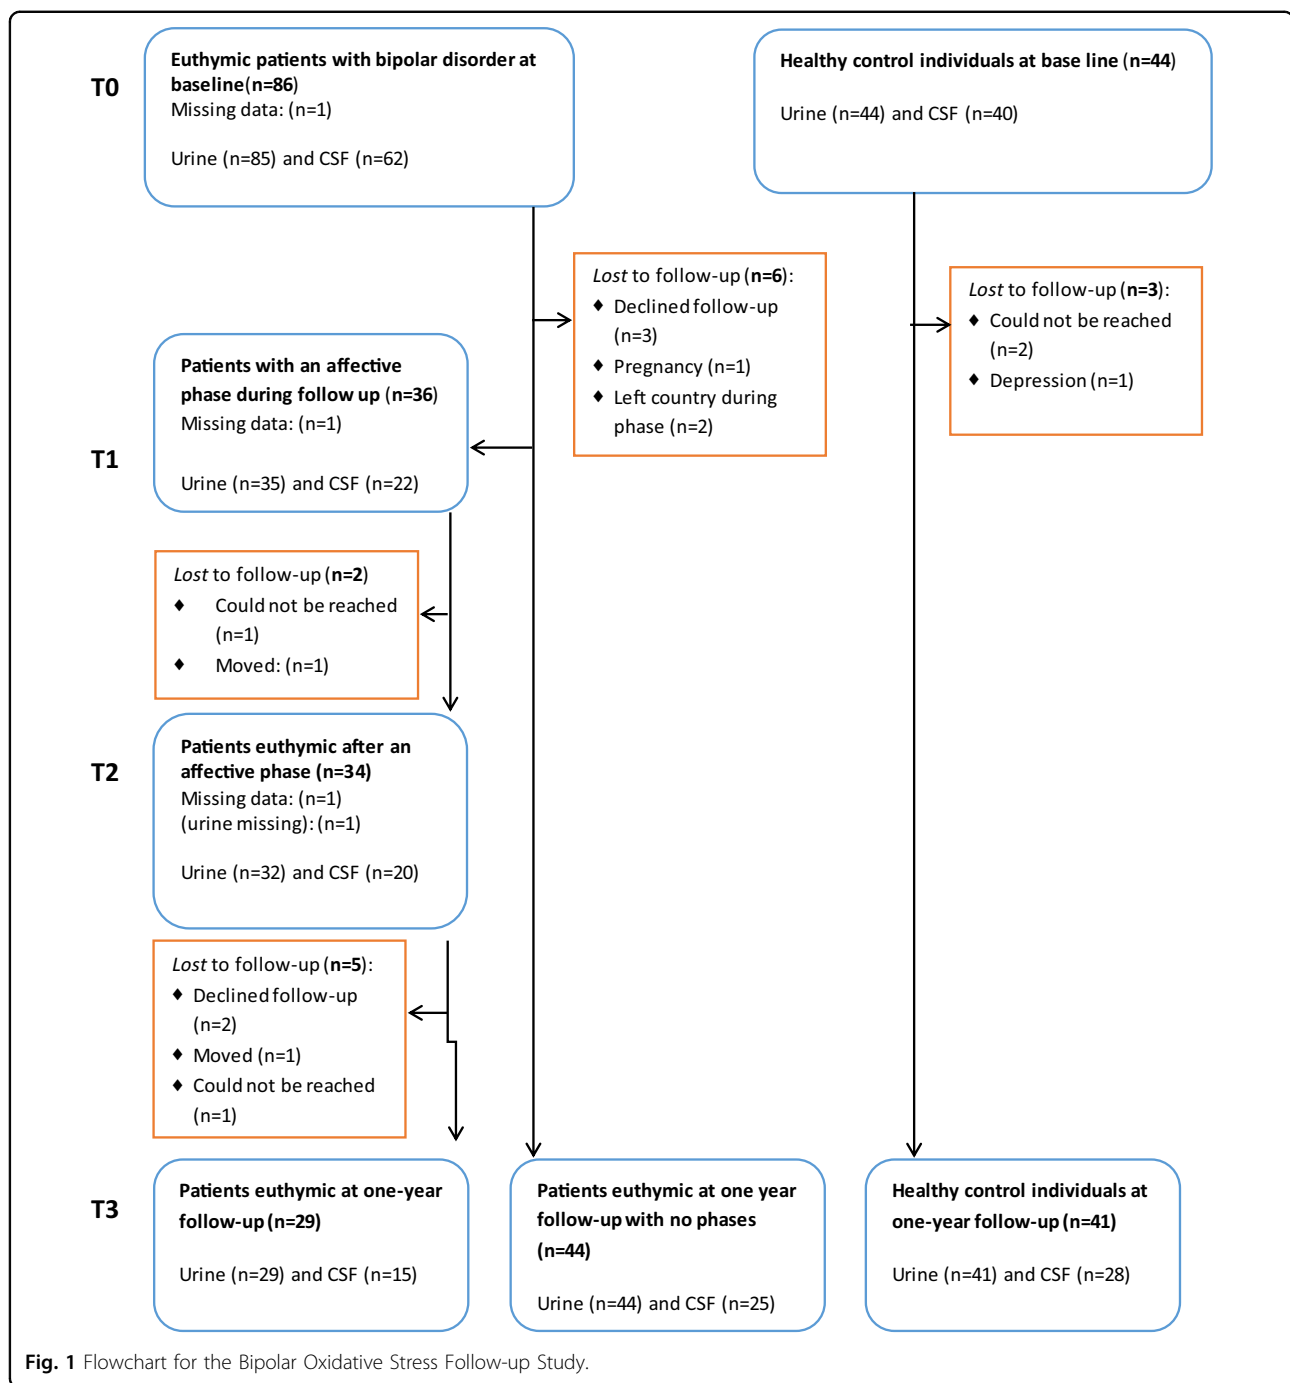 T0
Euthymic patients with bipolar disorder at
baseline(n=86)
Missing data: (n=1)
Urine (n=85) and CSF (n=62)
Healthy control individuals at base line (n=44)
Urine (n=44) and CSF (n=40)
Lost to follow-up (n=6):
♦ Declined follow-up
(n=3)
♦ Pregnancy (n=1)
♦ Left country during
phase (n=2)
Lost to follow-up (n=3):
♦ Could not be reached
(n=2)
♦ Depression (n=1)
T1
Patients with an affective
phase during follow up (n=36)
Missing data: (n=1)
Urine (n=35) and CSF (n=22)
Lost to follow-up (n=2)
♦ Could not be reached
(n=1)
♦ Moved: (n=1)
T2
Patients euthymic after an
affective phase (n=34)
Missing data: (n=1)
(urine missing): (n=1)
Urine (n=32) and CSF (n=20)
Lost to follow-up (n=5):
♦ Declined follow-up
(n=2)
♦ Moved (n=1)
♦ Could not be reached
(n=1)
T3
Patients euthymic at one-year
follow-up (n=29)
Urine (n=29) and CSF (n=15)
Patients euthymic at one year
follow-up with no phases
(n=44)
Urine (n=44) and CSF (n=25)
Healthy control individuals at
one-year follow-up (n=41)
Urine (n=41) and CSF (n=28)
Fig. 1 Flowchart for the Bipolar Oxidative Stress Follow-up Study.